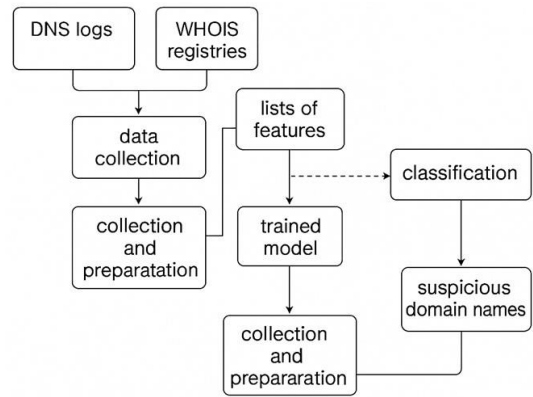 DNS logs
WHOIS
registries
data
collection
collection
and
preparatation
lists of
features
trained
model
classification
suspicious
domain names
collection
and
prepararation